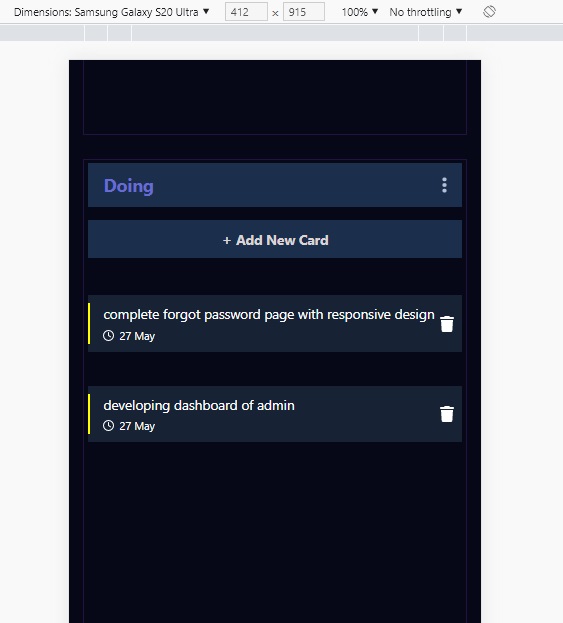 Dimensions: Samsung Galaxy S20 Ultra ▼ 412 × 915 100% ▼ No throttling ▼
Doing
+ Add New Card
complete forgot password page with responsive design
27 May
developing dashboard of admin
27 May